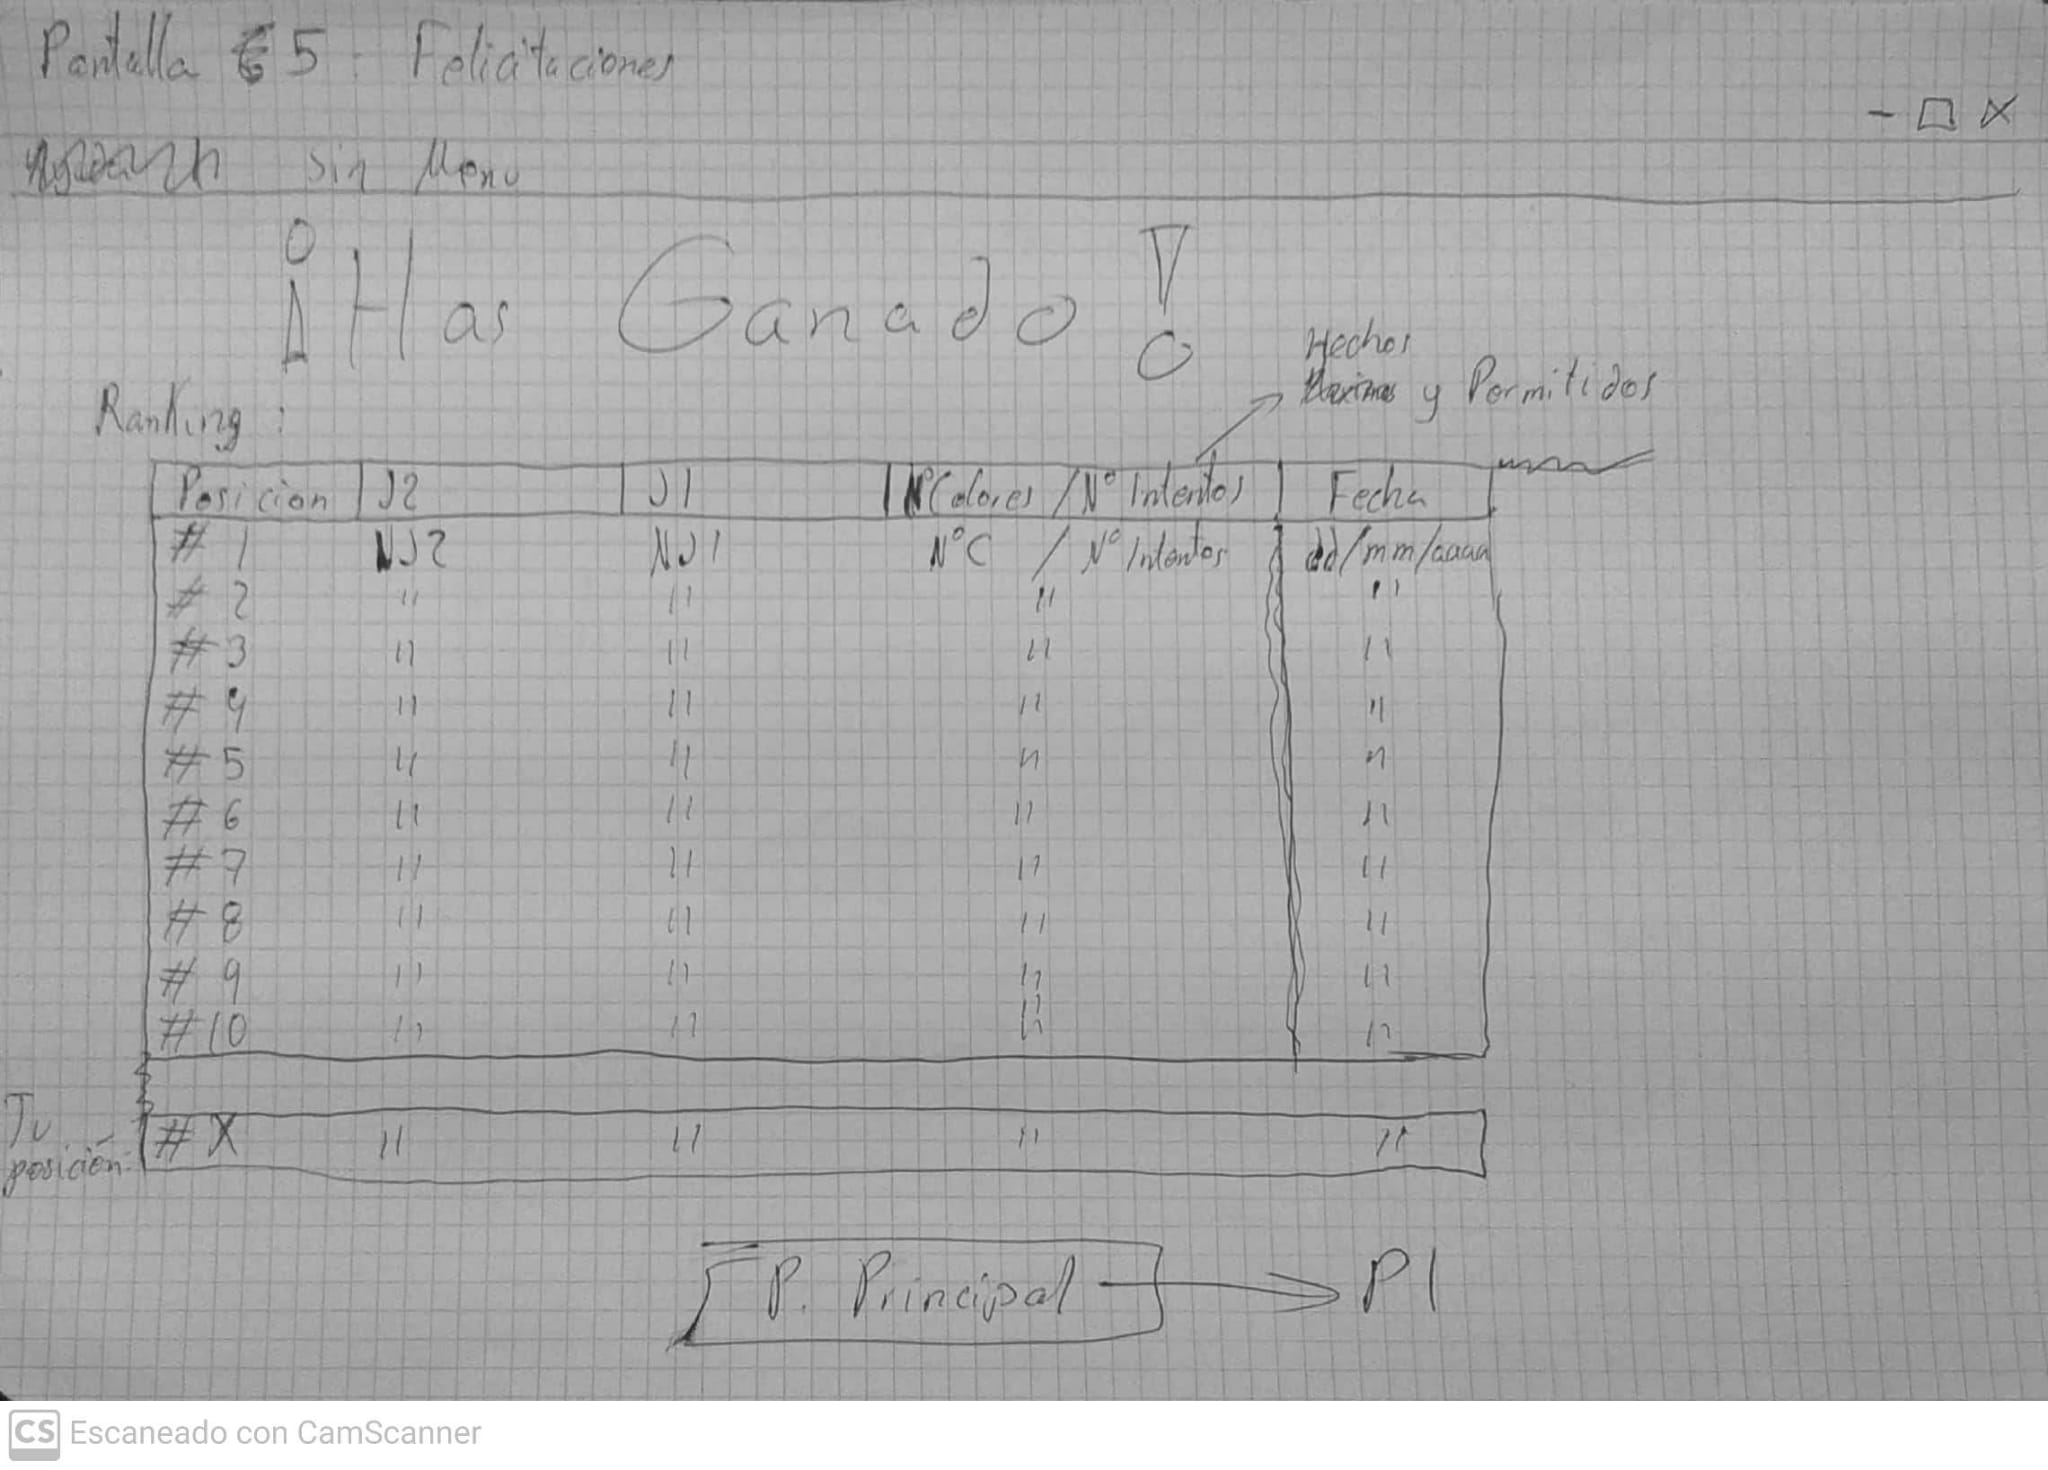 Pantalla 5: Felicitaciones
- □ X
Sin Menu
¡Has Ganado!
Hechos
y Permitidos
Ranking:
Posicion J2 J1 NºColores / Nº Intentos Fecha
# 1 NJ2 NJ1 NºC / Nº Intentos dd/mm/aaaa
# 2 " " " "
# 3 " " " "
# 4 " " " "
# 5 " " " "
# 6 " " " "
# 7 " " " "
# 8 " " " "
# 9 " " " "
# 10 " " " "
Tu posición: # X " " " "
P. Principal → P1
CS Escaneado con CamScanner